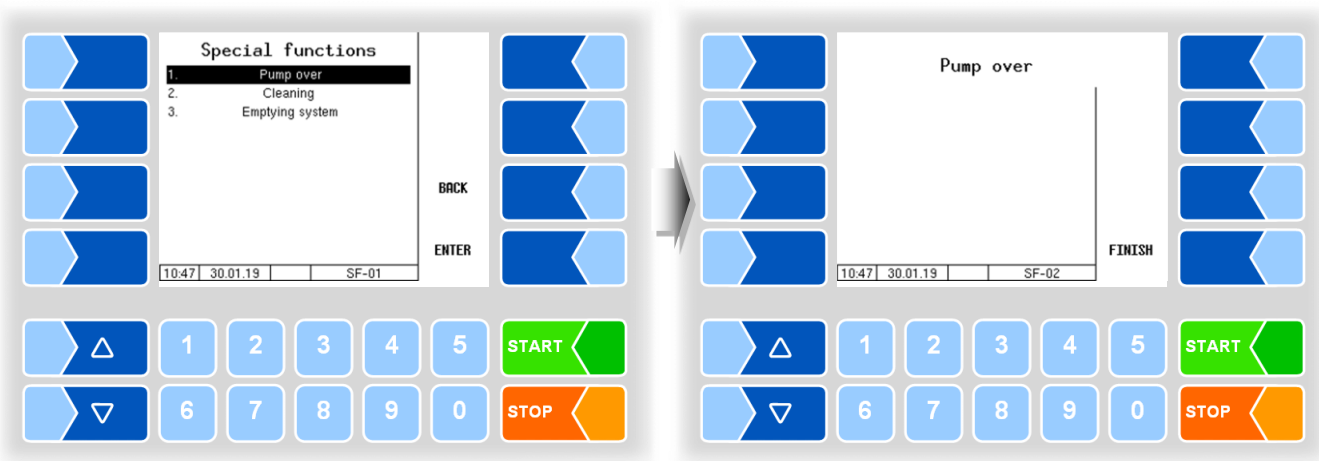 Special functions
1. Pump over
2. Cleaning
3. Emptying system
BACK
ENTER
10:47 30.01.19 SF-01
1 2 3 4 5 START
6 7 8 9 0 STOP
Pump over
FINISH
10:47 30.01.19 SF-02
1 2 3 4 5 START
6 7 8 9 0 STOP